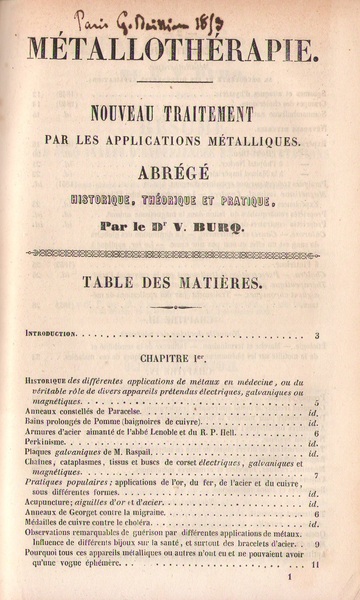 Paris G. Baillière 1853
MÉTALLOTHÉRAPIE.
NOUVEAU TRAITEMENT
PAR LES APPLICATIONS MÉTALLIQUES.
ABRÉGÉ
HISTORIQUE, THÉORIQUE ET PRATIQUE,
Par le Dr V. BURQ.
TABLE DES MATIÈRES.
INTRODUCTION. . . . . . . . . . . . . . . . . . . . . . 3
CHAPITRE Ier.
HISTORIQUE des différentes applications de métaux en médecine, ou du
véritable rôle de divers appareils prétendus électriques, galvaniques ou
magnétiques. . . . . . . . . . . . . . . . . . . . . . 5
Anneaux constellés de Paracelse. . . . . . . . . . . . . . . id.
Bains prolongés de Pomme (baignoires de cuivre). . . . . . . . id.
Armures d'acier aimanté de l'abbé Lenoble et du R. P. Hell. . . . . 6
Perkinisme. . . . . . . . . . . . . . . . . . . . . . id.
Plaques galvaniques de M. Raspail. . . . . . . . . . . . . . id.
Chaînes, cataplasmes, tissus et buscs de corset électriques, galvaniques et
magnétiques. . . . . . . . . . . . . . . . . . . . . . 7
Pratiques populaires; applications de l'or, du fer, de l'acier et du cuivre,
sous différentes formes. . . . . . . . . . . . . . . . . . id.
Acupuncture; aiguilles d'or et d'acier. . . . . . . . . . . . . id.
Anneaux de Georget contre la migraine. . . . . . . . . . . . 6
Médailles de cuivre contre le choléra. . . . . . . . . . . . . id.
Observations remarquables de guérison par différentes applications de métaux.
Influence de différents bijoux sur la santé, et surtout des bracelets d'acier. . 9
Pourquoi tous ces appareils métalliques ou autres n'ont eu et ne pouvaient avoir
qu'une vogue éphémère. . . . . . . . . . . . . . . . . . 11
1